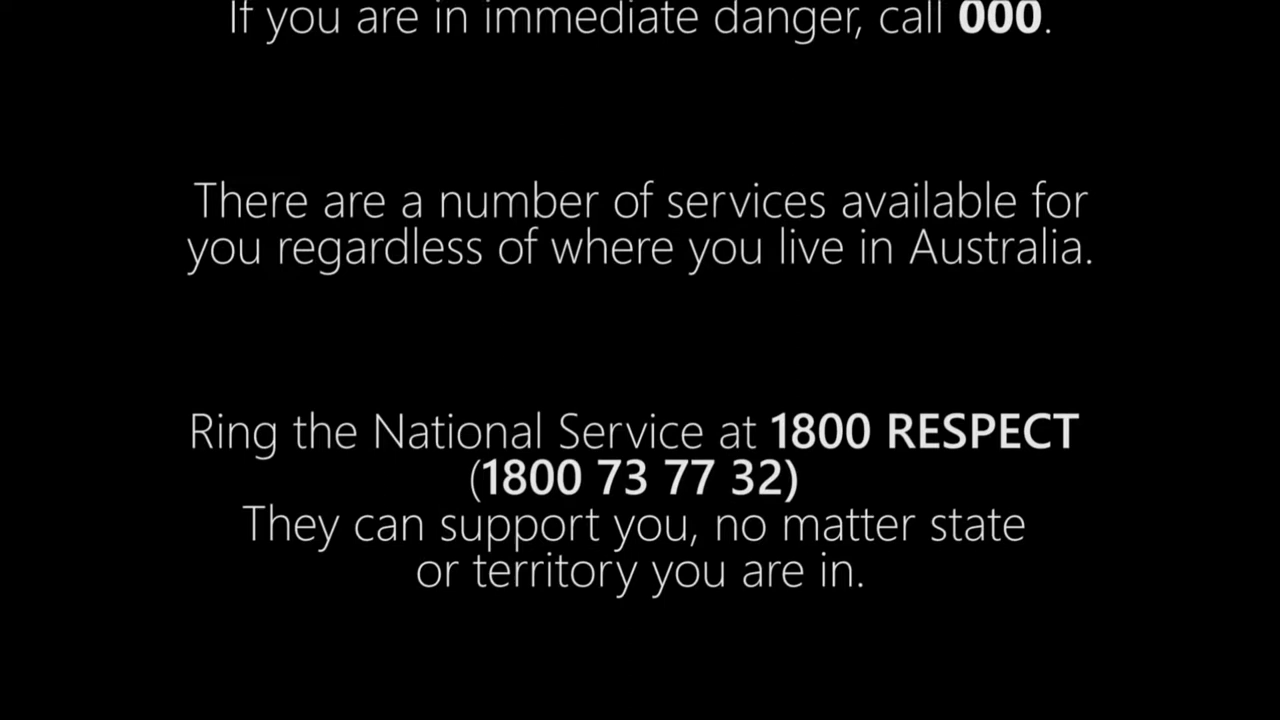 If you are in immediate danger, call 000.
There are a number of services available for
you regardless of where you live in Australia.
Ring the National Service at 1800 RESPECT
(1800 73 77 32)
They can support you, no matter state
or territory you are in.